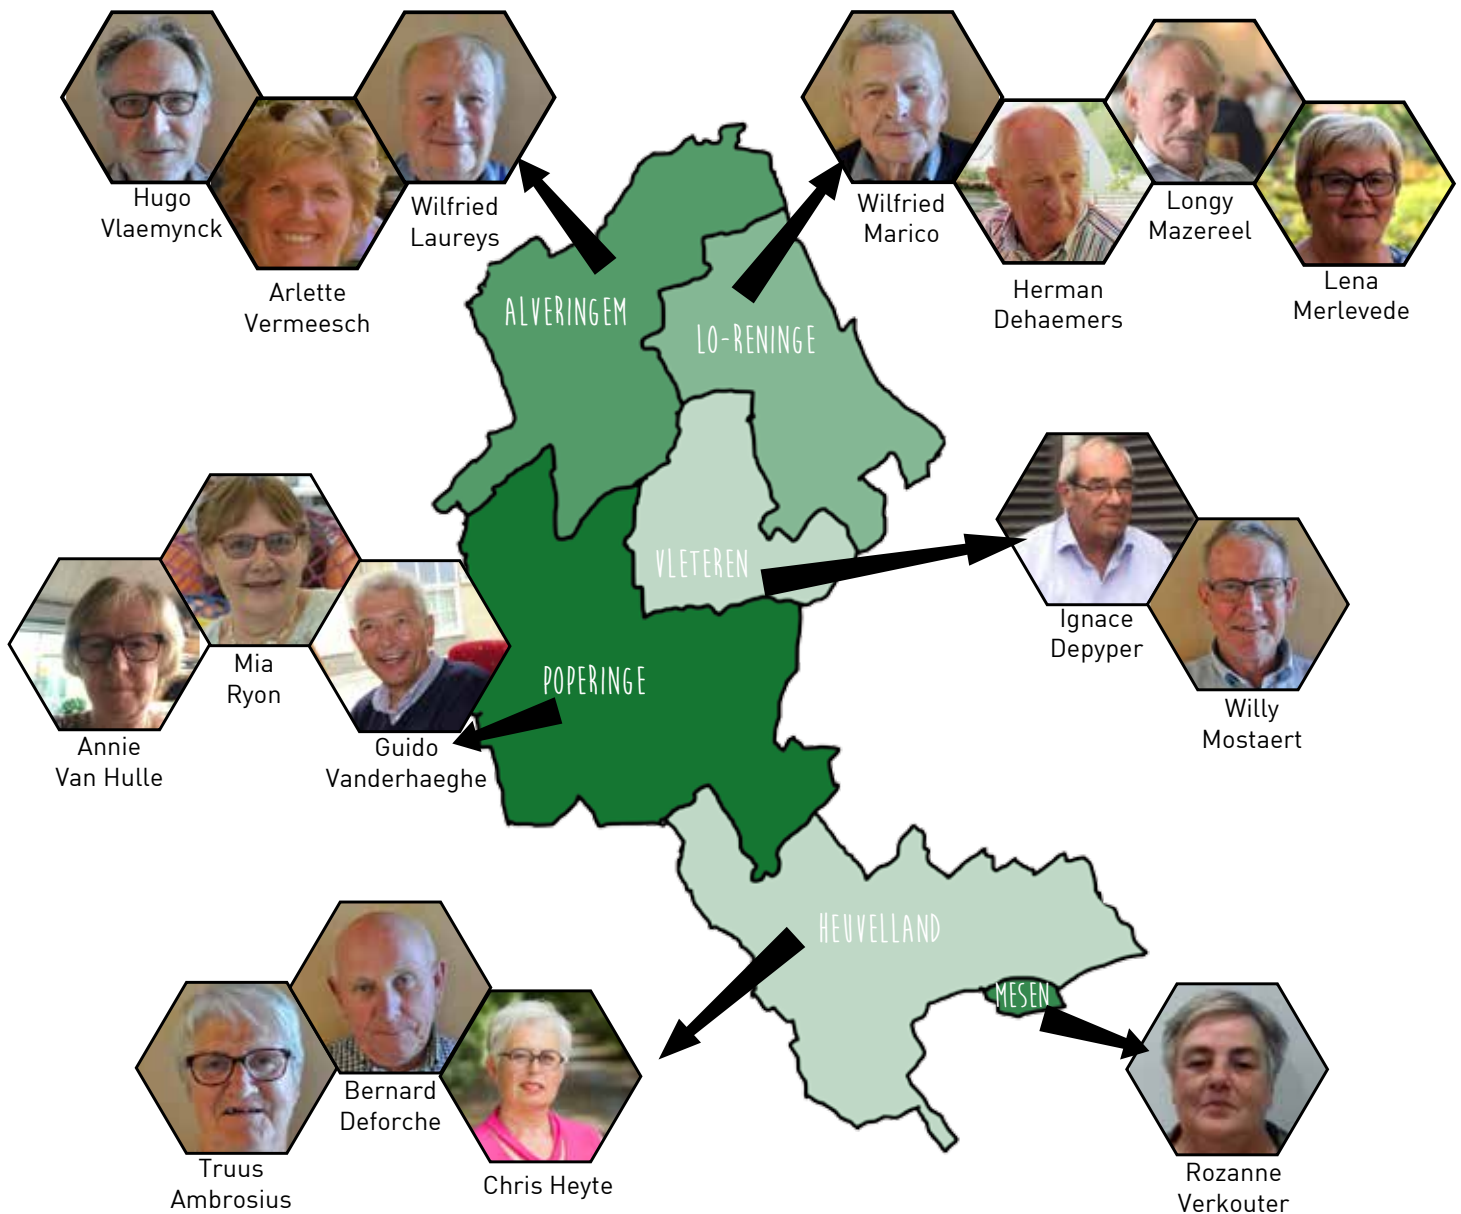 Hugo
Vlaemynck
Arlette
Vermeesch
Wilfried
Laureys
Wilfried
Marico
Herman
Dehaemers
Longy
Mazereel
Lena
Merlevede
ALVERINGEM
LO-RENINGE
VLETEREN
Ignace
Depyper
Willy
Mostaert
Annie
Van Hulle
Mia
Ryon
Guido
Vanderhaeghe
POPERINGE
HEUVELLAND
MESEN
Truus
Ambrosius
Bernard
Deforche
Chris Heyte
Rozanne
Verkouter